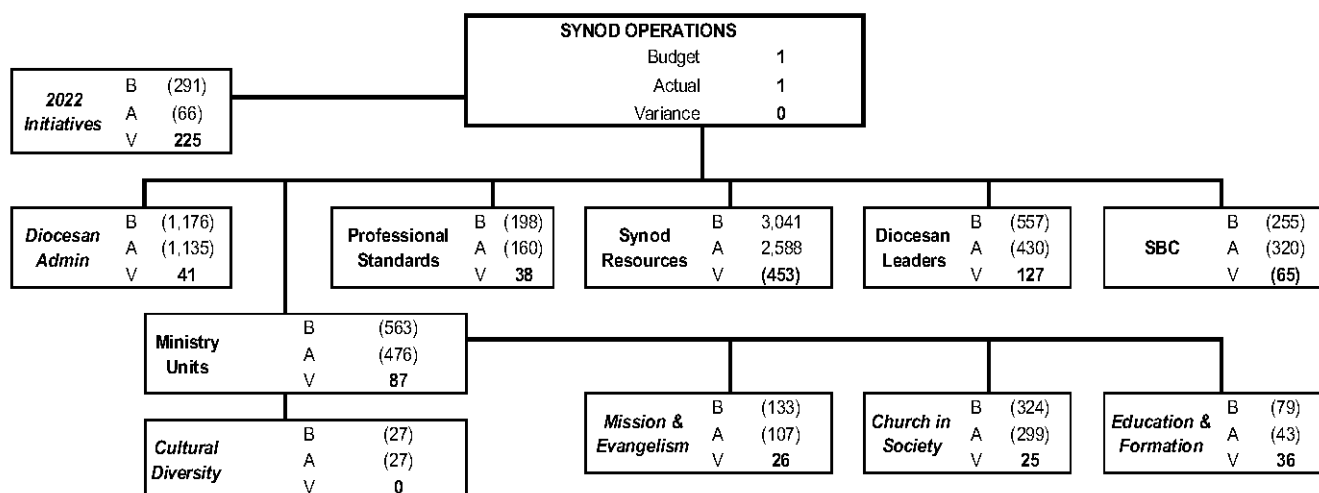 SYNOD OPERATIONS
Budget 1
Actual 1
Variance 0
2022 Initiatives
B (291)
A (66)
V 225
Diocesan Admin
B (1,176)
A (1,135)
V 41
Professional Standards
B (198)
A (160)
V 38
Synod Resources
B 3,041
A 2,588
V (453)
Diocesan Leaders
B (557)
A (430)
V 127
SBC
B (255)
A (320)
V (65)
Ministry Units
B (563)
A (476)
V 87
Cultural Diversity
B (27)
A (27)
V 0
Mission & Evangelism
B (133)
A (107)
V 26
Church in Society
B (324)
A (299)
V 25
Education & Formation
B (79)
A (43)
V 36